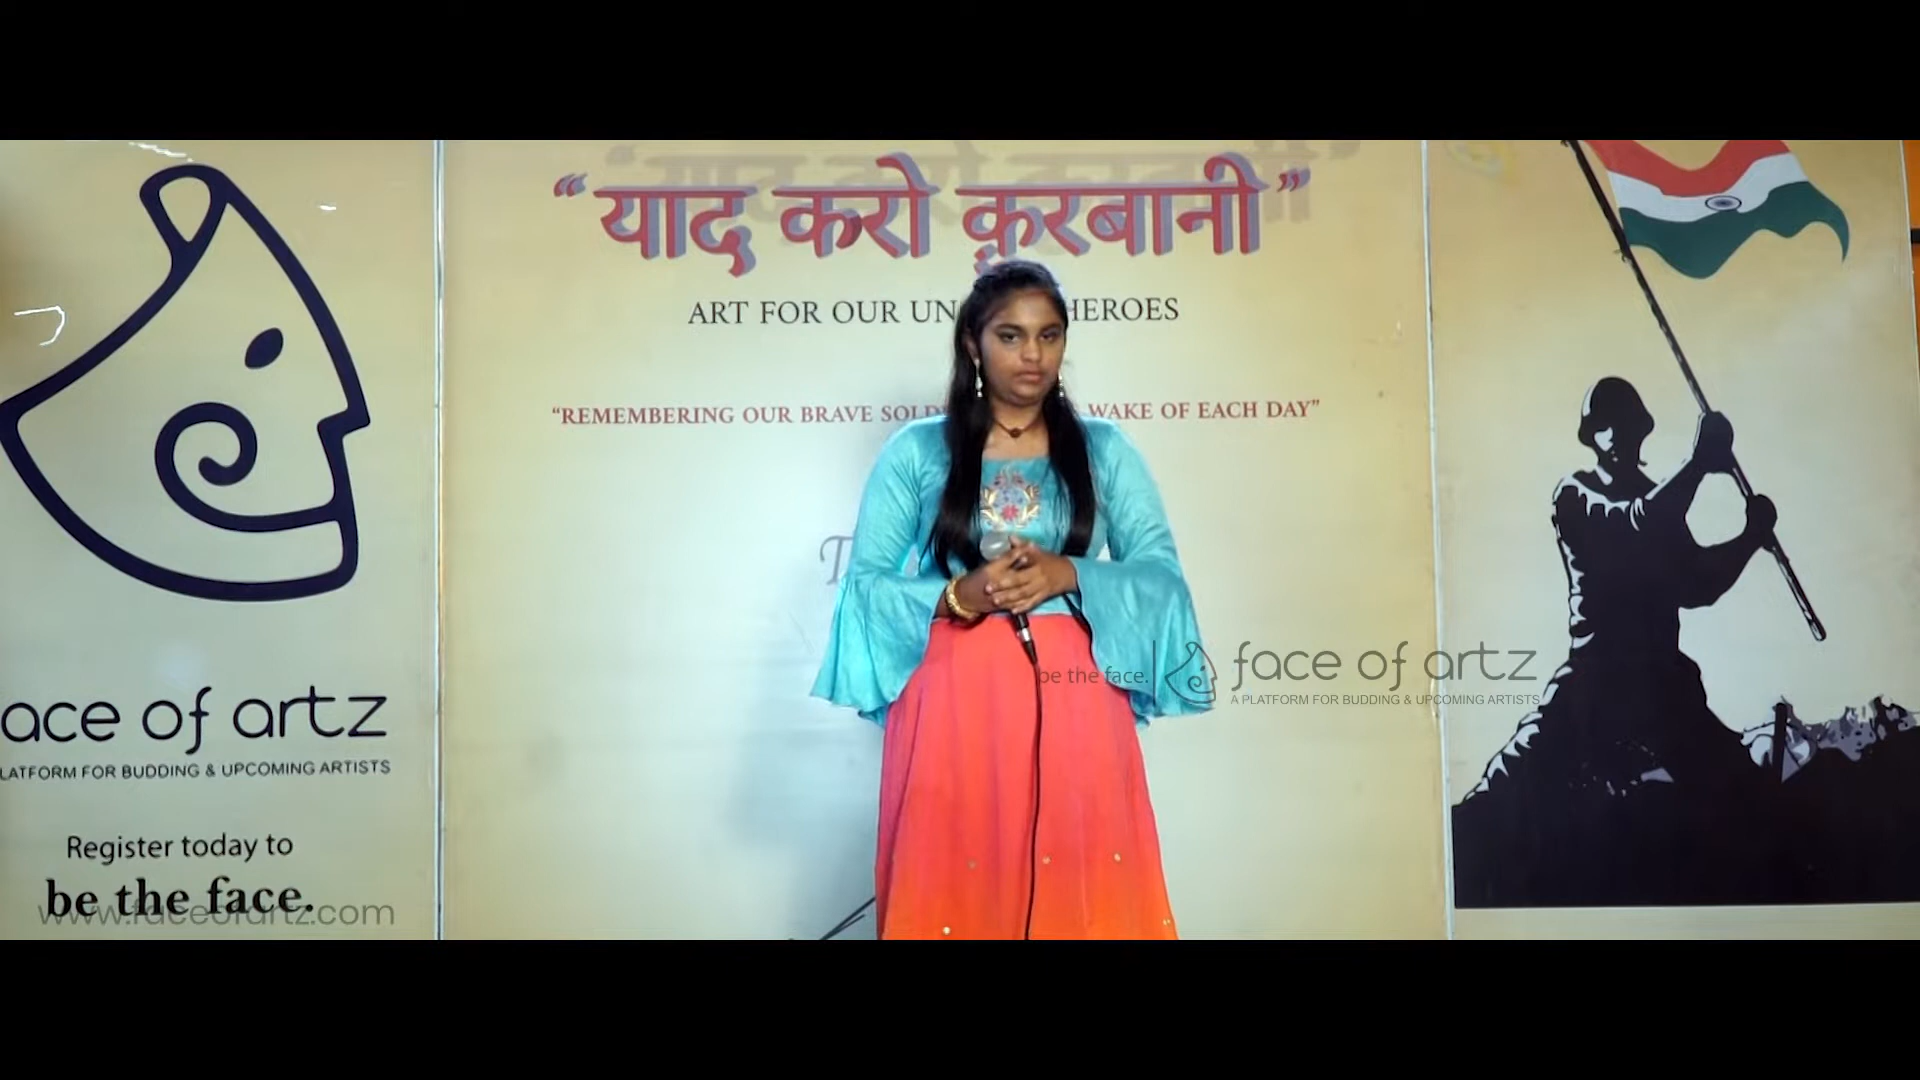 "याद करो क़ुरबानी"
ART FOR OUR UN HEROES
"REMEMBERING OUR BRAVE SOLD WAKE OF EACH DAY"
ace of artz
LATFORM FOR BUDDING & UPCOMING ARTISTS
Register today to
be the face.
www.faceofartz.com
be the face.
face of artz
A PLATFORM FOR BUDDING & UPCOMING ARTISTS